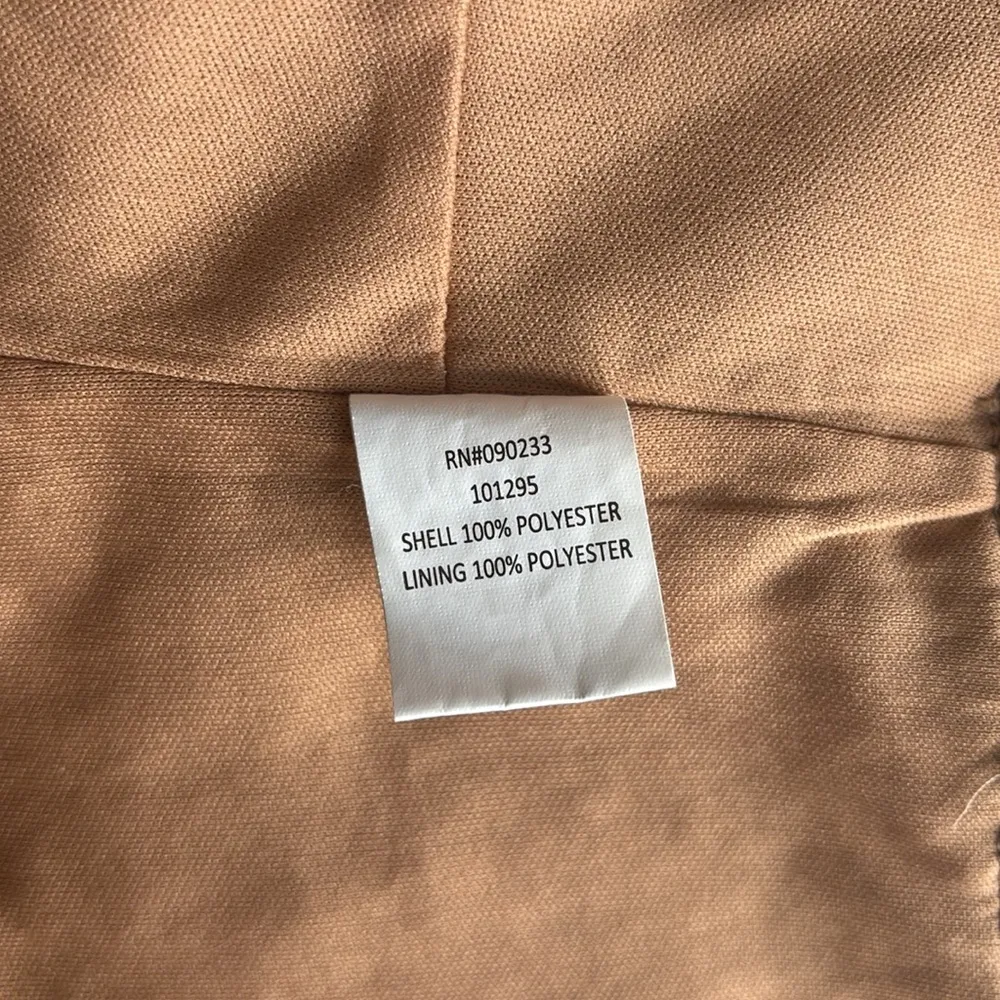 RN#090233
101295
SHELL 100% POLYESTER
LINING 100% POLYESTER